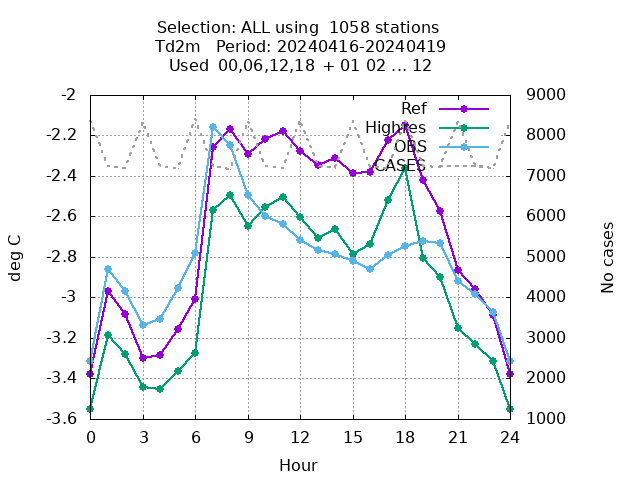 Selection: ALL using  1058 stations
Td2m   Period: 20240416-20240419
Used  00,06,12,18 + 01 02 ... 12
-2
-2.2
-2.4
-2.6
-2.8
-3
-3.2
-3.4
-3.6
deg C
9000
8000
7000
6000
5000
4000
3000
2000
1000
No cases
Ref
Highres
OBS
CASES
0 3 6 9 12 15 18 21 24
Hour